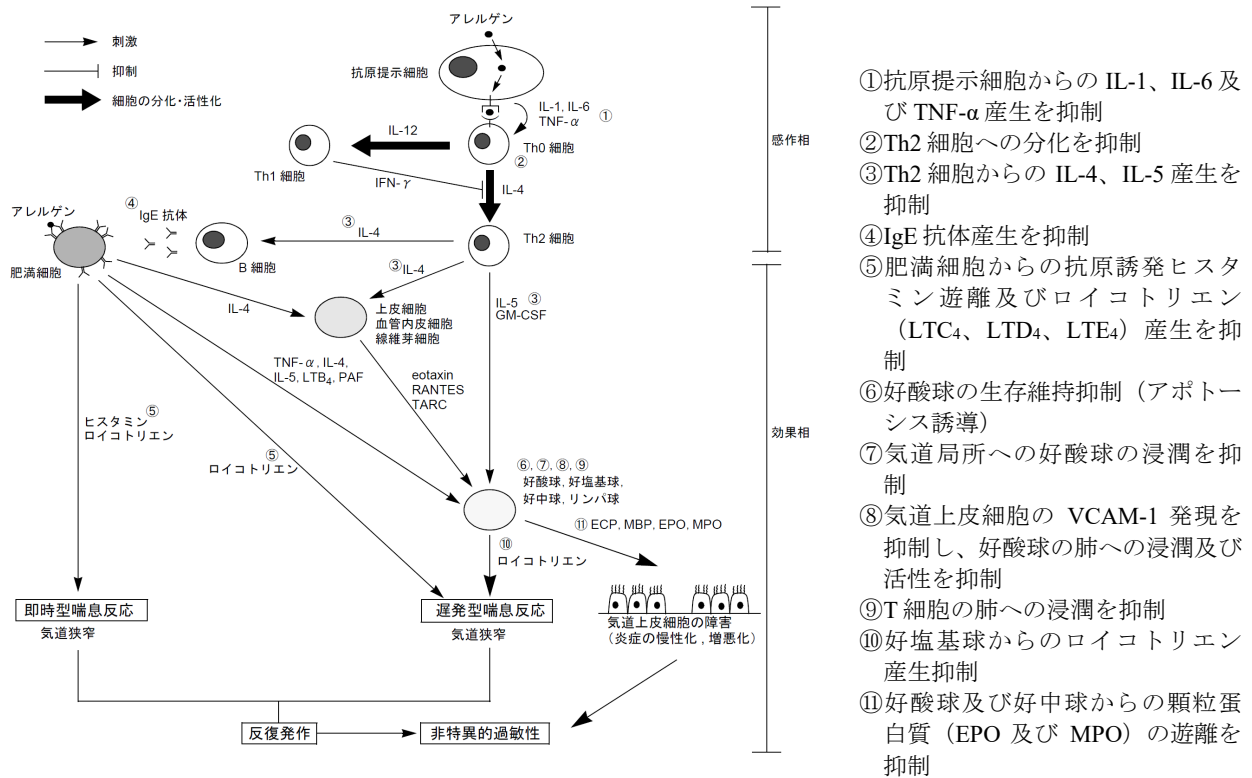 アレルゲン
刺激
抑制
細胞の分化・活性化
抗原提示細胞
IL-1, IL-6
TNF-α ①
IL-12
Th0 細胞
②
Th1 細胞
IFN-γ
IL-4
感作相
アレルゲン
④ IgE 抗体
③ IL-4
Th2 細胞
B 細胞
肥満細胞
③ IL-4
IL-4
上皮細胞
血管内皮細胞
線維芽細胞
IL-5 ③
GM-CSF
TNF-α, IL-4,
IL-5, LTB₄, PAF
eotaxin
RANTES
TARC
ヒスタミン⑤
ロイコトリエン
⑤
ロイコトリエン
効果相
⑥, ⑦, ⑧, ⑨
好酸球, 好塩基球,
好中球, リンパ球
⑪ ECP, MBP, EPO, MPO
⑩
ロイコトリエン
即時型喘息反応
気道狭窄
遅発型喘息反応
気道狭窄
気道上皮細胞の障害
(炎症の慢性化 , 増悪化)
反復発作
非特異的過敏性
①抗原提示細胞からの IL-1、IL-6 及
び TNF-α 産生を抑制
②Th2 細胞への分化を抑制
③Th2 細胞からの IL-4、IL-5 産生を
抑制
④IgE 抗体産生を抑制
⑤肥満細胞からの抗原誘発ヒスタ
ミン遊離及びロイコトリエン
（LTC₄、LTD₄、LTE₄）産生を抑
制
⑥好酸球の生存維持抑制（アポトー
シス誘導）
⑦気道局所への好酸球の浸潤を抑
制
⑧気道上皮細胞の VCAM-1 発現を
抑制し、好酸球の肺への浸潤及び
活性を抑制
⑨T 細胞の肺への浸潤を抑制
⑩好塩基球からのロイコトリエン
産生抑制
⑪好酸球及び好中球からの顆粒蛋
白質（EPO 及び MPO）の遊離を
抑制